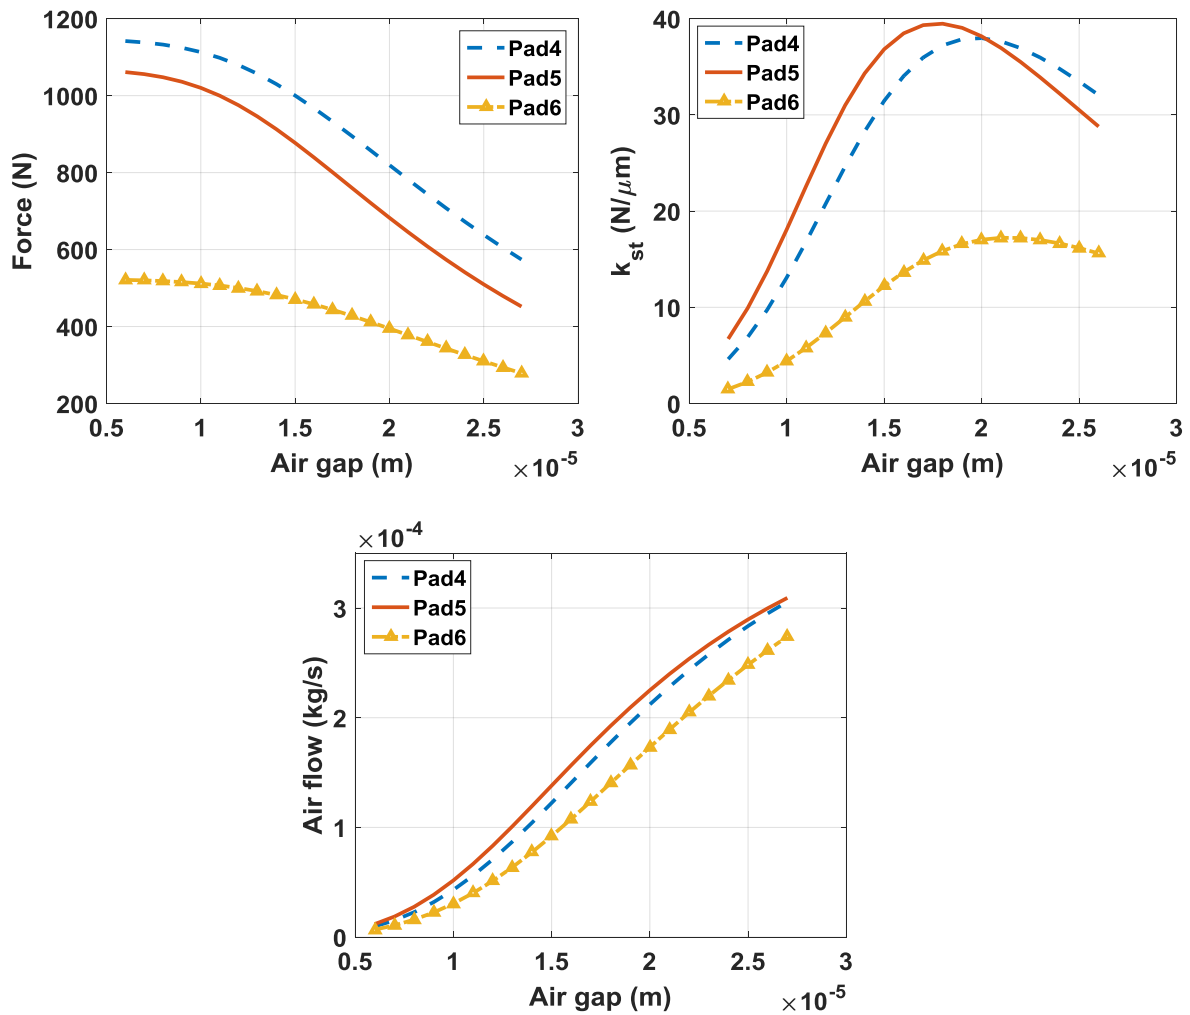 1200
1000
800
600
400
200
0.5
1
1.5
2
2.5
3
Force (N)
Air gap (m)
×10-5
Pad4
Pad5
Pad6
40
30
20
10
0
0.5
1
1.5
2
2.5
3
kst (N/μm)
Air gap (m)
×10-5
Pad4
Pad5
Pad6
×10-4
3
2
1
0
0.5
1
1.5
2
2.5
3
Air flow (kg/s)
Air gap (m)
×10-5
Pad4
Pad5
Pad6